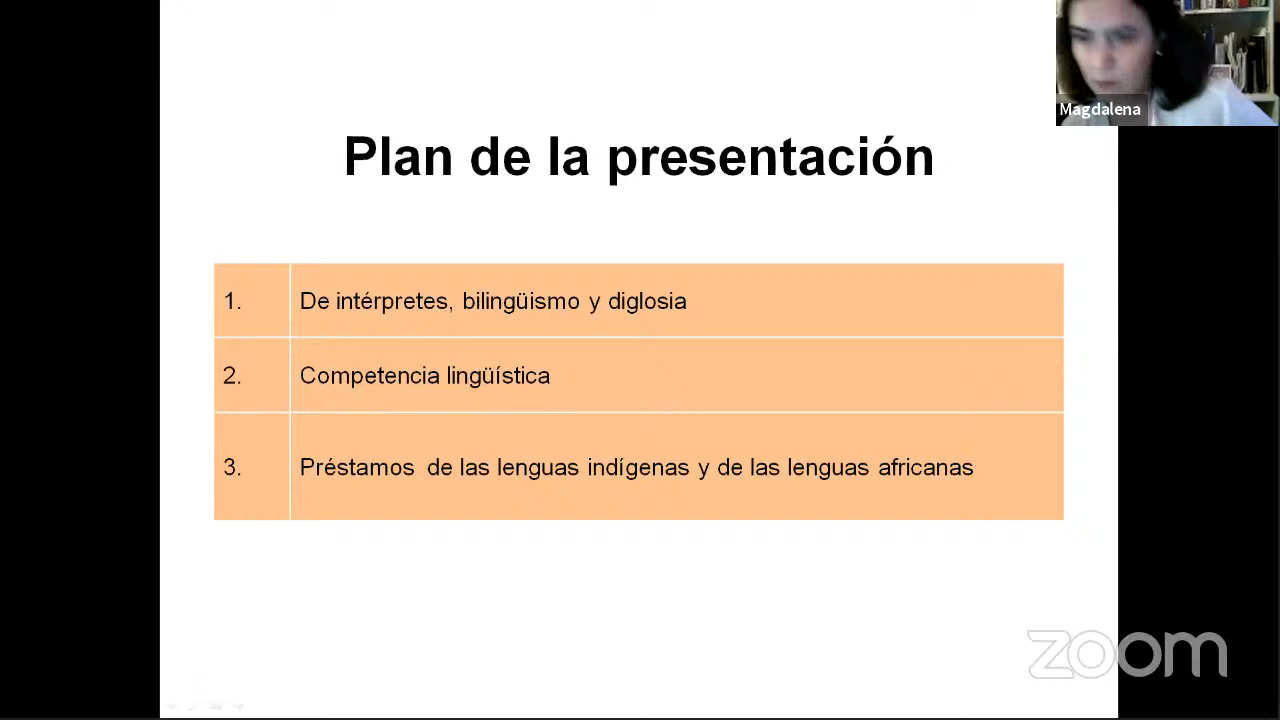 Magdalena
Plan de la presentación
1. De intérpretes, bilingüismo y diglosia
2. Competencia lingüística
3. Préstamos de las lenguas indígenas y de las lenguas africanas
zoom